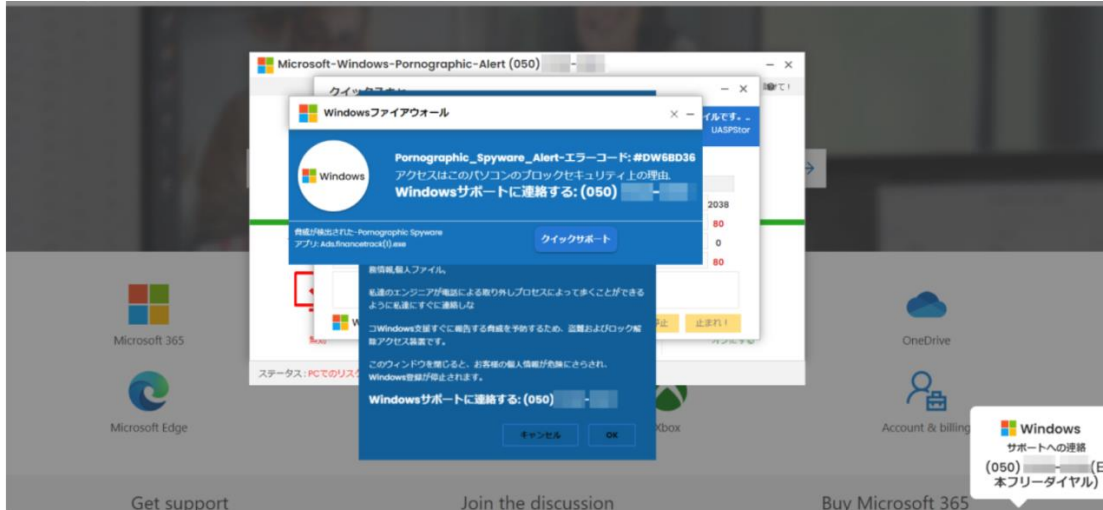 Microsoft-Windows-Pornographic-Alert (050) -
クイックスキャ
Windowsファイアウォール
イルです。
UASPStor
Pornographic_Spyware_Alert-エラーコード: #DW6BD36
アクセスはこのパソコンのブロックセキュリティ上の理由.
Windows
Windowsサポートに連絡する: (050) -
2038
80
0
80
脅威が検出された-Pornographic Spyware
アプリ: Ads.financetrack(1).exe
クイックサポート
務情報,個人ファイル,
私達のエンジニアが電話による取り外しプロセスによって歩くことができる
ように私達にすぐに連絡しな
コWindows支援すぐに報告する脅威を予防するため、盗難およびロック解
除アクセス装置です。
このウィンドウを閉じると、お客様の個人情報が危険にさらされ、
Windows登録が停止されます。
Windowsサポートに連絡する: (050) -
キャンセル
OK
W
止
止まれ!
オンにする
ステータス: PCでのリスク
Microsoft 365
OneDrive
Microsoft Edge
Xbox
Account & billing
Windows
サポートへの連絡
(050) - (日
本フリーダイヤル)
Get support
Join the discussion
Buy Microsoft 365